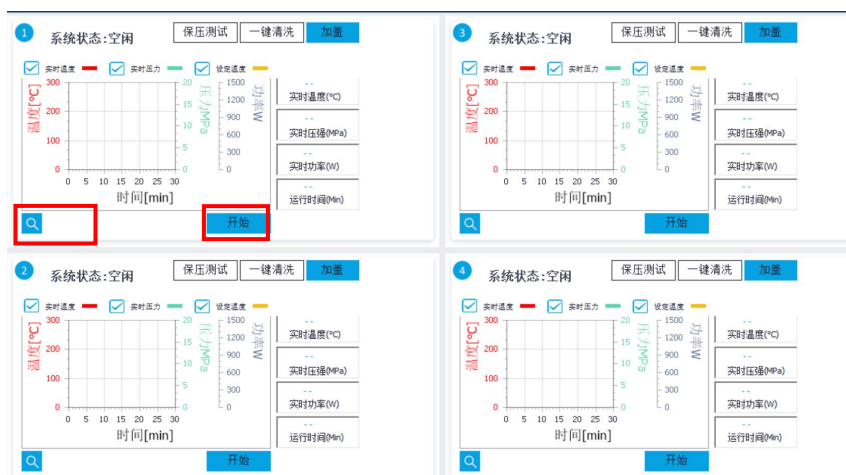 1 系统状态:空闲 保压测试 一键清洗 加盖
实时温度 实时压力 设定温度
温度[℃]
300
200
100
0
20
15
10
5
0
压力MPa
1500
1200
900
600
300
0
功率W
0 5 10 15 20 25 30
时间[min]
--
实时温度(℃)
--
实时压强(MPa)
--
实时功率(W)
--
运行时间(Min)
开始
3 系统状态:空闲 保压测试 一键清洗 加盖
实时温度 实时压力 设定温度
温度[℃]
300
200
100
0
20
15
10
5
0
压力MPa
1500
1200
900
600
300
0
功率W
0 5 10 15 20 25 30
时间[min]
--
实时温度(℃)
--
实时压强(MPa)
--
实时功率(W)
--
运行时间(Min)
开始
2 系统状态:空闲 保压测试 一键清洗 加盖
实时温度 实时压力 设定温度
温度[℃]
300
200
100
0
20
15
10
5
0
压力MPa
1500
1200
900
600
300
0
功率W
0 5 10 15 20 25 30
时间[min]
--
实时温度(℃)
--
实时压强(MPa)
--
实时功率(W)
--
运行时间(Min)
开始
4 系统状态:空闲 保压测试 一键清洗 加盖
实时温度 实时压力 设定温度
温度[℃]
300
200
100
0
20
15
10
5
0
压力MPa
1500
1200
900
600
300
0
功率W
0 5 10 15 20 25 30
时间[min]
--
实时温度(℃)
--
实时压强(MPa)
--
实时功率(W)
--
运行时间(Min)
开始